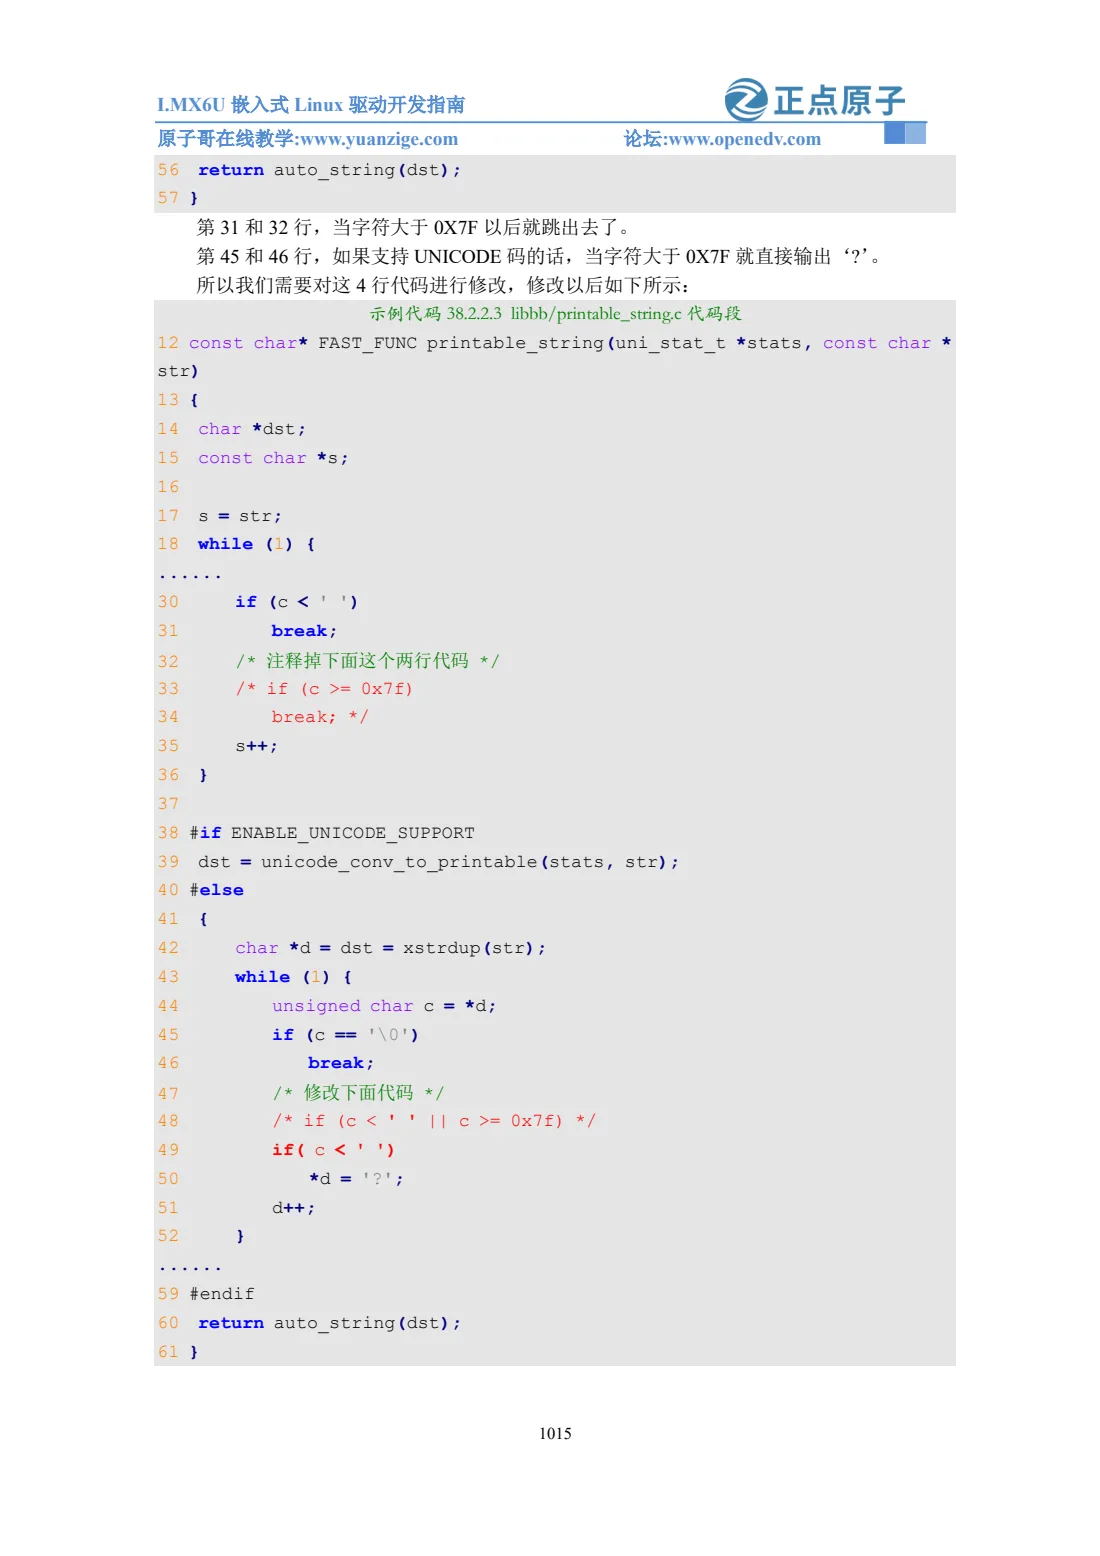 I.MX6U 嵌入式 Linux 驱动开发指南
正点原子
原子哥在线教学:www.yuanzige.com 论坛:www.openedv.com
56 return auto_string(dst);
57 }
第 31 和 32 行，当字符大于 0X7F 以后就跳出去了。
第 45 和 46 行，如果支持 UNICODE 码的话，当字符大于 0X7F 就直接输出‘?’。
所以我们需要对这 4 行代码进行修改，修改以后如下所示：
示例代码 38.2.2.3 libbb/printable_string.c 代码段
12 const char* FAST_FUNC printable_string(uni_stat_t *stats, const char *
str)
13 {
14 char *dst;
15 const char *s;
16
17 s = str;
18 while (1) {
......
30 if (c < ' ')
31 break;
32 /* 注释掉下面这个两行代码 */
33 /* if (c >= 0x7f)
34 break; */
35 s++;
36 }
37
38 #if ENABLE_UNICODE_SUPPORT
39 dst = unicode_conv_to_printable(stats, str);
40 #else
41 {
42 char *d = dst = xstrdup(str);
43 while (1) {
44 unsigned char c = *d;
45 if (c == '\0')
46 break;
47 /* 修改下面代码 */
48 /* if (c < ' ' || c >= 0x7f) */
49 if( c < ' ')
50 *d = '?';
51 d++;
52 }
......
59 #endif
60 return auto_string(dst);
61 }
1015